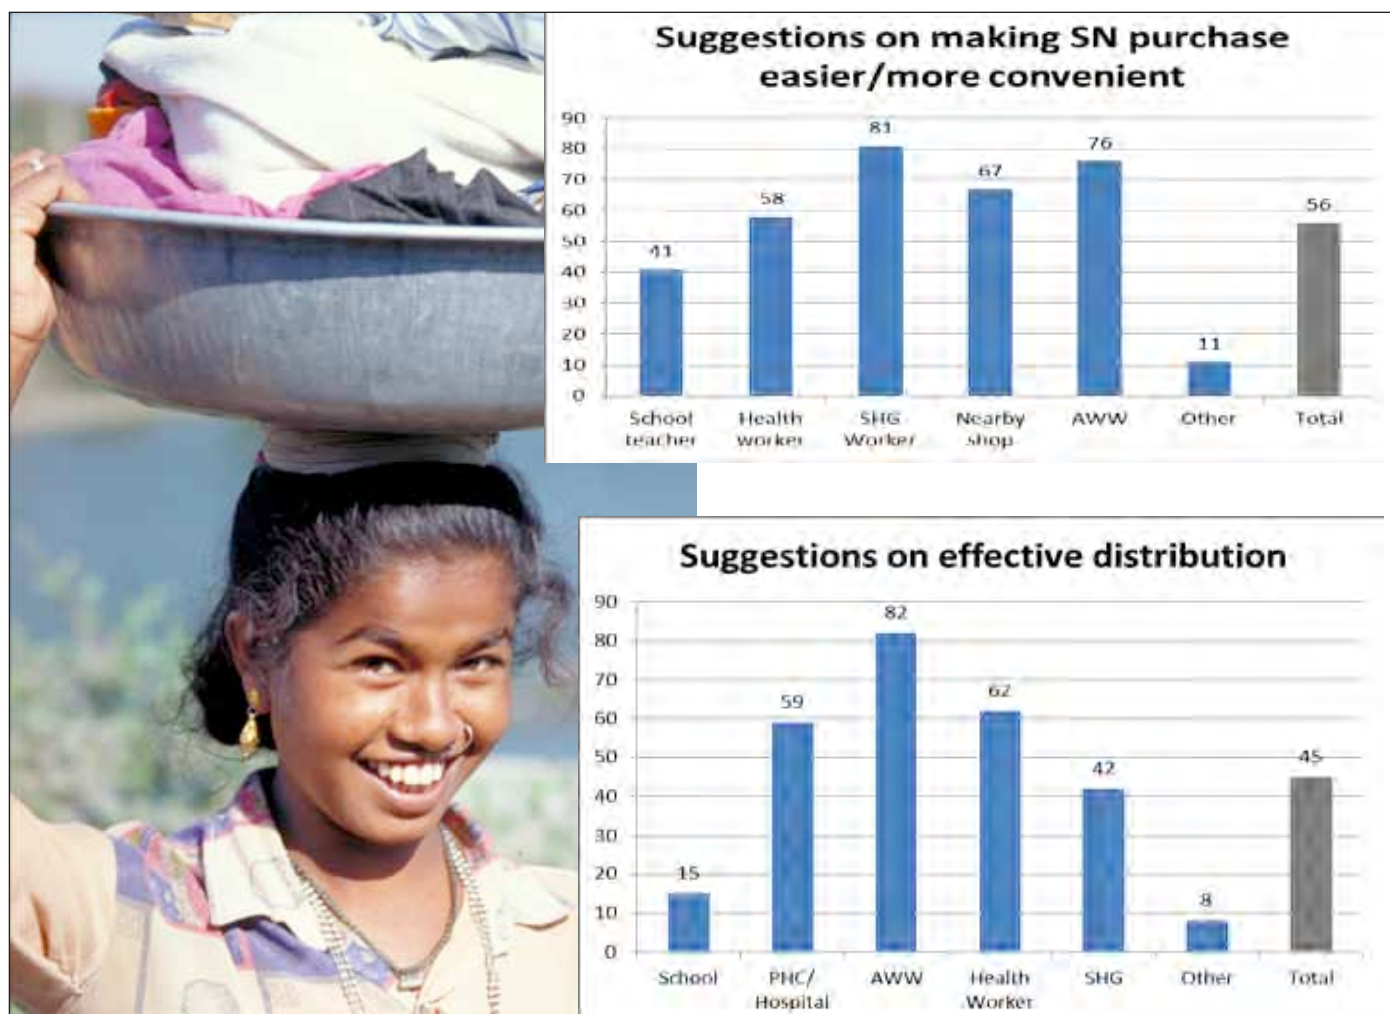 Suggestions on making SN purchase
easier/more convenient
90
80
70
60
50
40
30
20
10
0
41
58
81
67
76
11
56
School teacher
Health worker
SHG Worker
Nearby shop
AWW
Other
Total
Suggestions on effective distribution
90
80
70
60
50
40
30
20
10
0
15
59
82
62
42
8
45
School
PHC/ Hospital
AWW
Health Worker
SHG
Other
Total